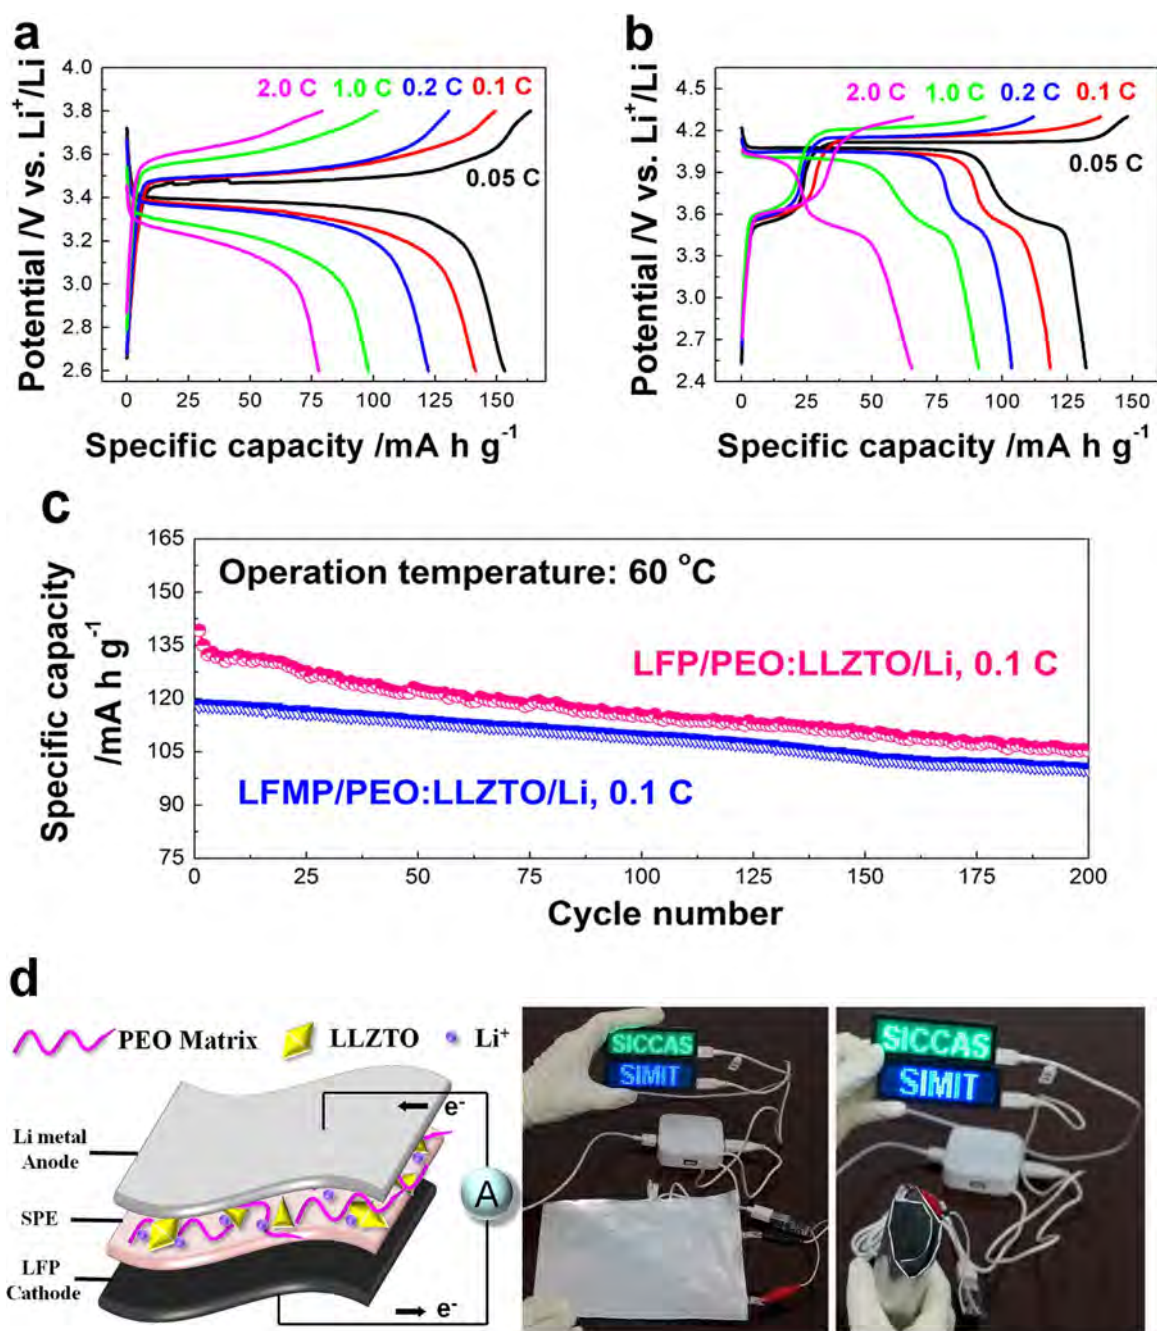 a
Potential /V vs. Li⁺/Li
4.0
3.8
3.6
3.4
3.2
3.0
2.8
2.6
2.0 C 1.0 C 0.2 C 0.1 C
0.05 C
0 25 50 75 100 125 150
Specific capacity /mA h g⁻¹
b
Potential /V vs. Li⁺/Li
4.5
4.2
3.9
3.6
3.3
3.0
2.7
2.4
2.0 C 1.0 C 0.2 C 0.1 C
0.05 C
0 25 50 75 100 125 150
Specific capacity /mA h g⁻¹
c
Specific capacity
/mA h g⁻¹
165
150
135
120
105
90
75
Operation temperature: 60 °C
LFP/PEO:LLZTO/Li, 0.1 C
LFMP/PEO:LLZTO/Li, 0.1 C
0 25 50 75 100 125 150 175 200
Cycle number
d
PEO Matrix LLZTO Li⁺
e⁻
Li metal
Anode
A
SPE
LFP
Cathode
e⁻
SICCAS
SIMIT
SICCAS
SIMIT